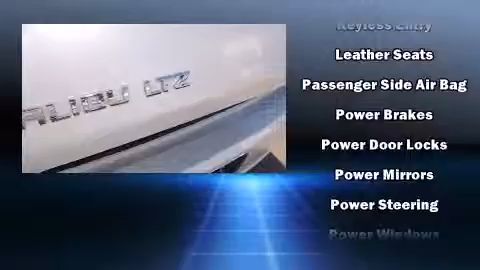 ALIBU LTZ
Keyless Entry
Leather Seats
Passenger Side Air Bag
Power Brakes
Power Door Locks
Power Mirrors
Power Steering
Power Windows